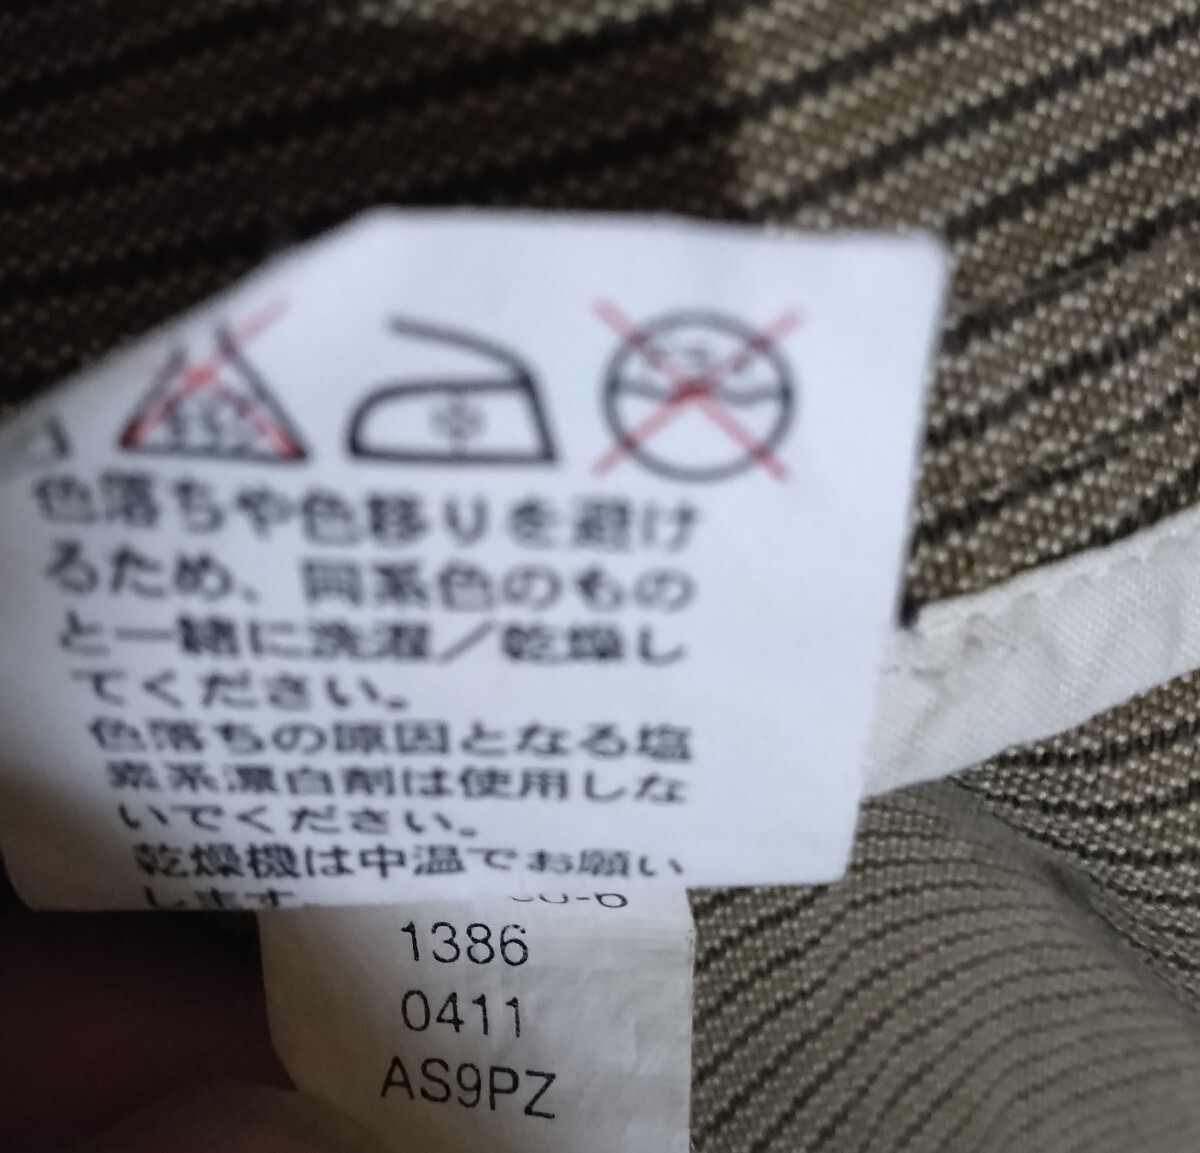 色落ちや色移りを避け
るため、同系色のもの
と一緒に洗濯/乾燥し
てください。
色落ちの原因となる塩
素系漂白剤は使用しな
いでください。
乾燥機は中温でお願い
します。
1386
0411
AS9PZ